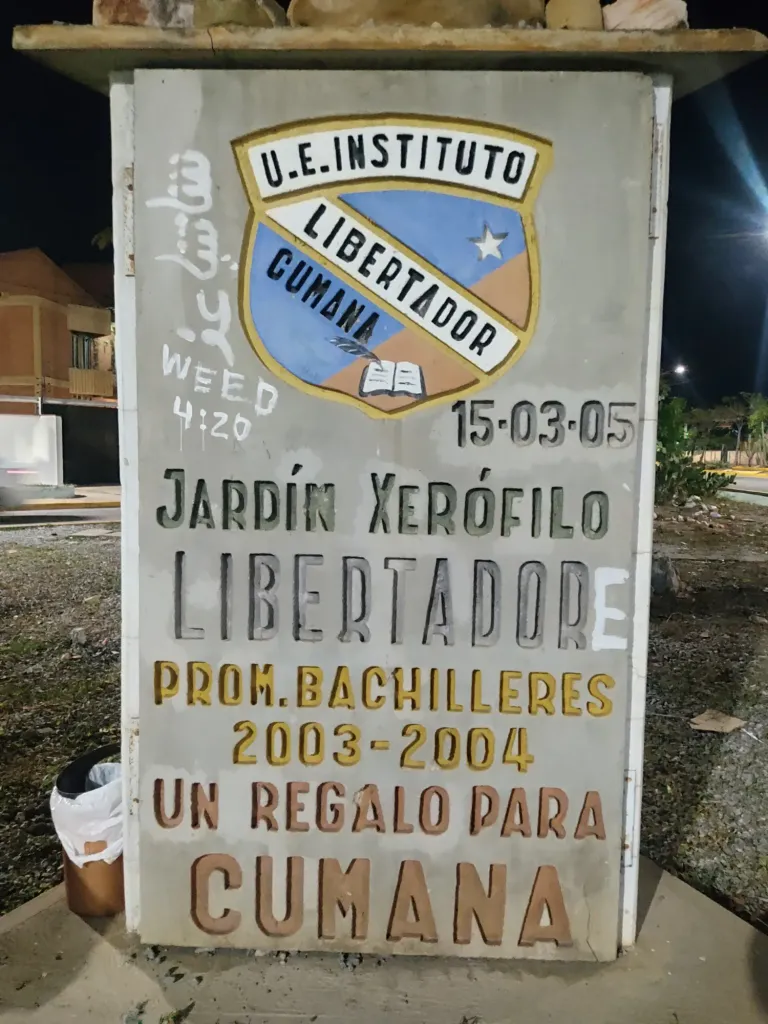 U.E. INSTITUTO
LIBERTADOR
CUMANA
WEED
4:20
15·03·05
JARDÍN XERÓFILO
LIBERTADORE
PROM. BACHILLERES
2003-2004
UN REGALO PARA
CUMANA